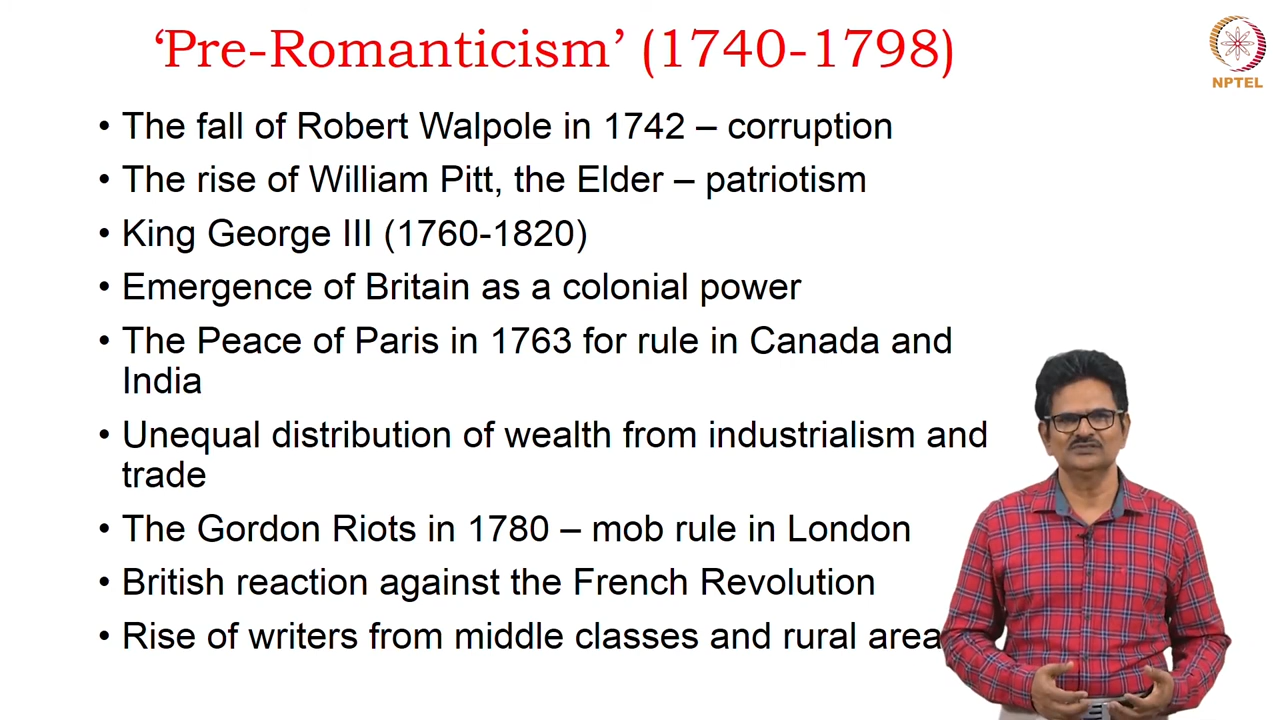 ‘Pre-Romanticism’ (1740-1798)
NPTEL
• The fall of Robert Walpole in 1742 – corruption
• The rise of William Pitt, the Elder – patriotism
• King George III (1760-1820)
• Emergence of Britain as a colonial power
• The Peace of Paris in 1763 for rule in Canada and
India
• Unequal distribution of wealth from industrialism and
trade
• The Gordon Riots in 1780 – mob rule in London
• British reaction against the French Revolution
• Rise of writers from middle classes and rural area